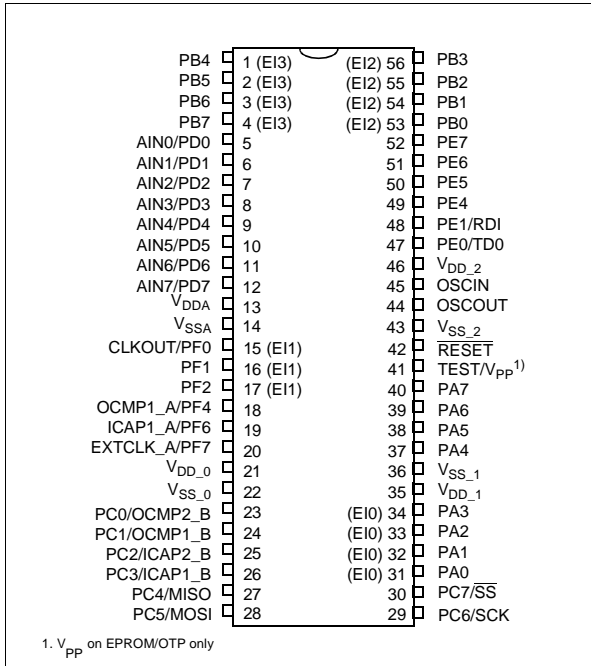 PB4 1 (EI3) (EI2) 56 PB3
PB5 2 (EI3) (EI2) 55 PB2
PB6 3 (EI3) (EI2) 54 PB1
PB7 4 (EI3) (EI2) 53 PB0
AIN0/PD0 5 52 PE7
AIN1/PD1 6 51 PE6
AIN2/PD2 7 50 PE5
AIN3/PD3 8 49 PE4
AIN4/PD4 9 48 PE1/RDI
AIN5/PD5 10 47 PE0/TD0
AIN6/PD6 11 46 VDD_2
AIN7/PD7 12 45 OSCIN
VDDA 13 44 OSCOUT
VSSA 14 43 VSS_2
CLKOUT/PF0 15 (EI1) 42 RESET
PF1 16 (EI1) 41 TEST/VPP1)
PF2 17 (EI1) 40 PA7
OCMP1_A/PF4 18 39 PA6
ICAP1_A/PF6 19 38 PA5
EXTCLK_A/PF7 20 37 PA4
VDD_0 21 36 VSS_1
VSS_0 22 35 VDD_1
PC0/OCMP2_B 23 (EI0) 34 PA3
PC1/OCMP1_B 24 (EI0) 33 PA2
PC2/ICAP2_B 25 (EI0) 32 PA1
PC3/ICAP1_B 26 (EI0) 31 PA0
PC4/MISO 27 30 PC7/SS
PC5/MOSI 28 29 PC6/SCK
1. VPP on EPROM/OTP only